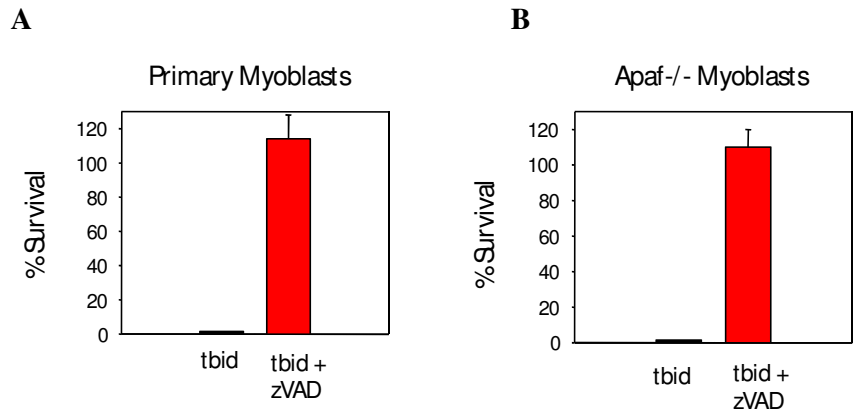 A
Primary Myoblasts
120
100
80
60
40
20
0
% Survival
tbid
tbid +
zVAD
B
Apaf-/- Myoblasts
120
100
80
60
40
20
0
% Survival
tbid
tbid +
zVAD